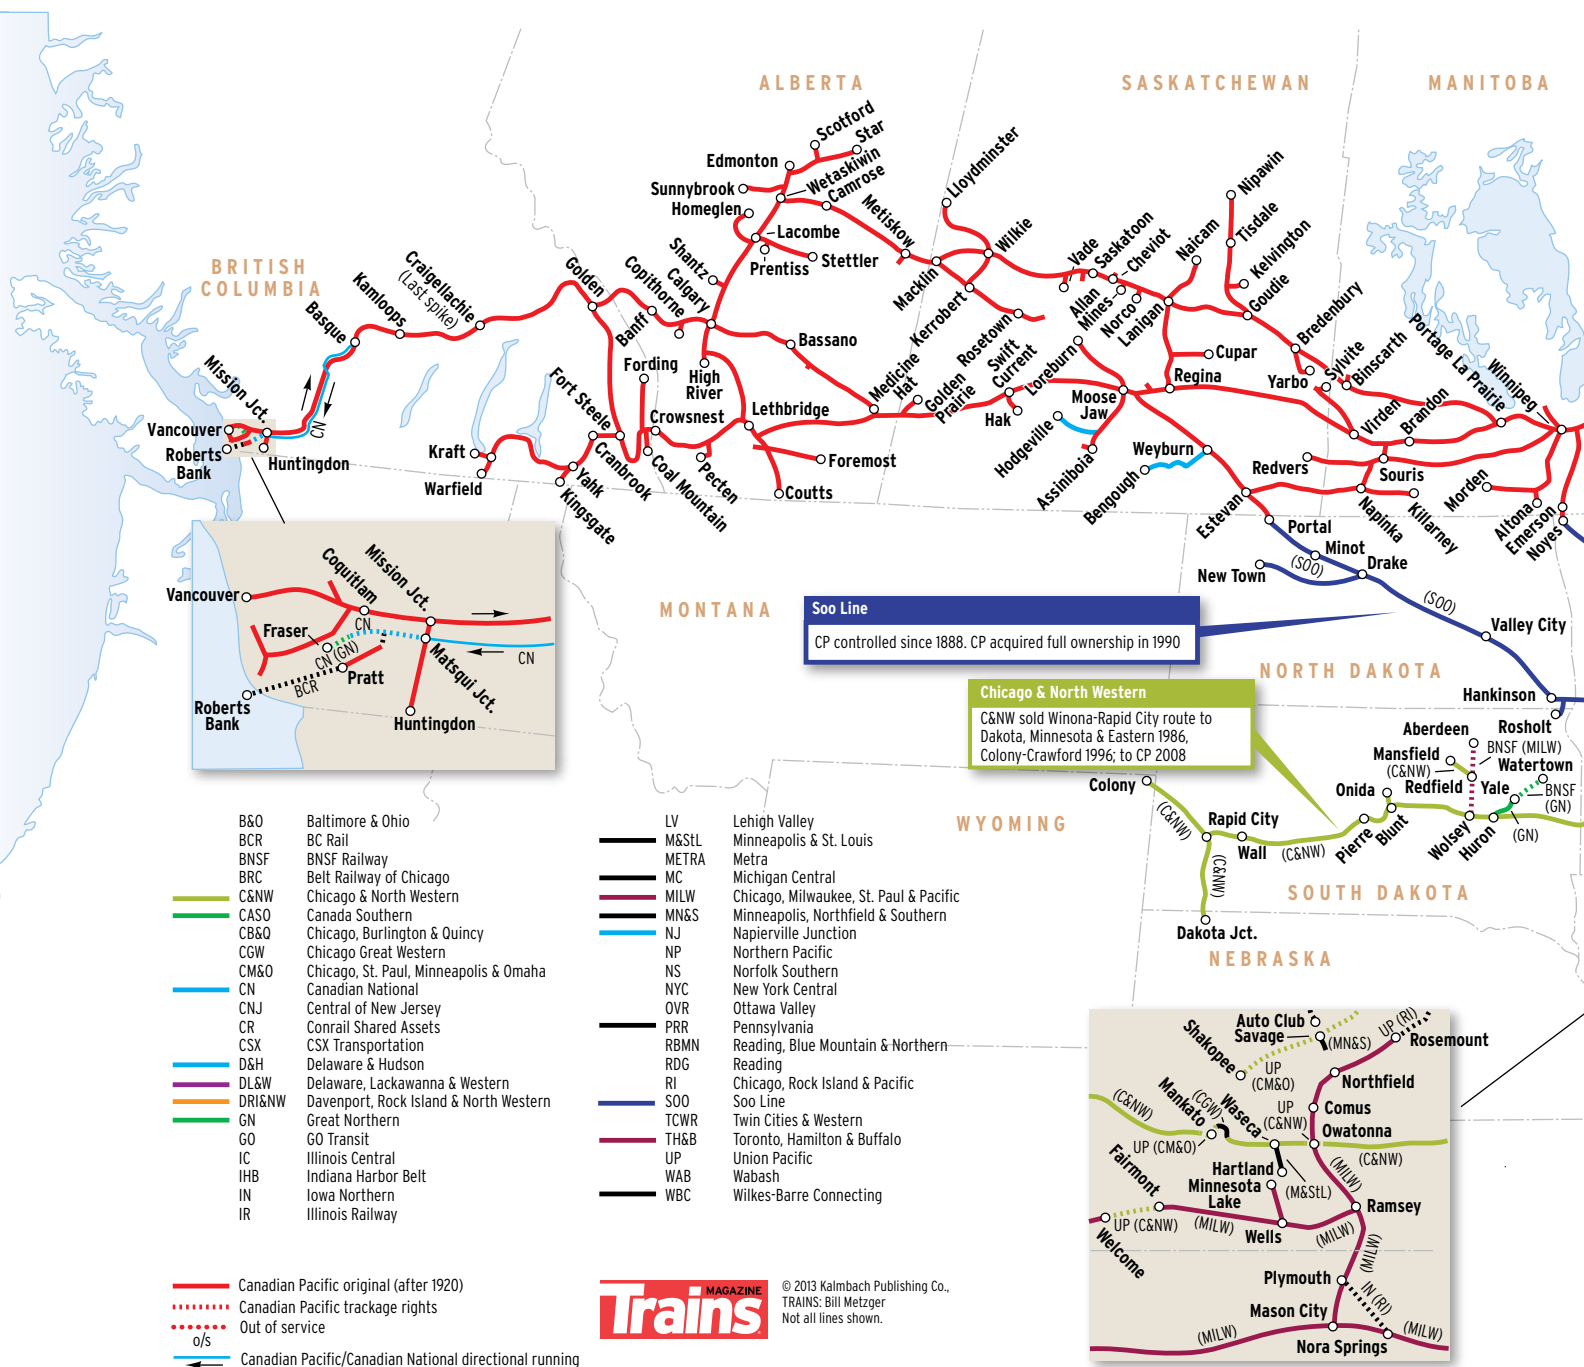 ALBERTA
SASKATCHEWAN
MANITOBA
BRITISH
COLUMBIA
Scotford
Star
Edmonton
Wetaskiwin
Camrose
Sunnybrook
Homeglen
Lacombe
Prentiss
Stettler
Metiskow
Lloydminster
Wilkie
Macklin
Kerrobert
Rosetown
Vade
Saskatoon
Cheviot
Allan
Mines
Norco
Lanigan
Naicam
Nipawin
Tisdale
Kelvington
Goudie
Bredenbury
Yarbo
Sylvite
Binscarth
Portage La Prairie
Winnipeg
Shantz
Calgary
Copithorne
Banff
Golden
Craigellachie
(Last spike)
Kamloops
Basque
Mission Jct.
CN
Vancouver
Roberts
Bank
Huntingdon
Fording
High
River
Bassano
Medicine
Hat
Golden
Prairie
Swift
Current
Hak
Loreburn
Moose
Jaw
Regina
Cupar
Virden
Brandon
Fort Steele
Crowsnest
Lethbridge
Kraft
Warfield
Yahk
Kingsgate
Cranbrook
Coal Mountain
Pecten
Foremost
Coutts
Hodgeville
Assiniboia
Bengough
Weyburn
Estevan
Redvers
Souris
Napinka
Killarney
Morden
Altona
Emerson
Noyes
Portal
Minot
(SOO)
Drake
New Town
(SOO)
Valley City
Hankinson
Rosholt
MONTANA
NORTH DAKOTA
Soo Line
CP controlled since 1888. CP acquired full ownership in 1990
Chicago & North Western
C&NW sold Winona-Rapid City route to
Dakota, Minnesota & Eastern 1986,
Colony-Crawford 1996; to CP 2008
Vancouver
Coquitlam
Mission Jct.
Fraser
CN
CN (GN)
CN
Pratt
BCR
Matsqui Jct.
Roberts
Bank
Huntingdon
Aberdeen
BNSF (MILW)
Mansfield
(C&NW)
Redfield
Watertown
Yale
BNSF
(GN)
(GN)
Onida
Blunt
Pierre
Wolsey
Huron
Colony
(C&NW)
Rapid City
Wall
(C&NW)
(C&NW)
Dakota Jct.
WYOMING
SOUTH DAKOTA
NEBRASKA
B&O Baltimore & Ohio
BCR BC Rail
BNSF BNSF Railway
BRC Belt Railway of Chicago
C&NW Chicago & North Western
CASO Canada Southern
CB&Q Chicago, Burlington & Quincy
CGW Chicago Great Western
CM&O Chicago, St. Paul, Minneapolis & Omaha
CN Canadian National
CNJ Central of New Jersey
CR Conrail Shared Assets
CSX CSX Transportation
D&H Delaware & Hudson
DL&W Delaware, Lackawanna & Western
DRI&NW Davenport, Rock Island & North Western
GN Great Northern
GO GO Transit
IC Illinois Central
IHB Indiana Harbor Belt
IN Iowa Northern
IR Illinois Railway
LV Lehigh Valley
M&StL Minneapolis & St. Louis
METRA Metra
MC Michigan Central
MILW Chicago, Milwaukee, St. Paul & Pacific
MN&S Minneapolis, Northfield & Southern
NJ Napierville Junction
NP Northern Pacific
NS Norfolk Southern
NYC New York Central
OVR Ottawa Valley
PRR Pennsylvania
RBMN Reading, Blue Mountain & Northern
RDG Reading
RI Chicago, Rock Island & Pacific
SOO Soo Line
TCWR Twin Cities & Western
TH&B Toronto, Hamilton & Buffalo
UP Union Pacific
WAB Wabash
WBC Wilkes-Barre Connecting
Auto Club
Savage
(MN&S)
UP (RI)
Rosemount
Shakopee
UP
(CM&O)
Northfield
Comus
UP
(C&NW)
Owatonna
(C&NW)
(C&NW)
Mankato
(CGW)
Waseca
UP (CM&O)
Hartland
(M&StL)
Minnesota
Lake
(MILW)
Ramsey
Fairmont
UP (C&NW)
Welcome
(MILW)
Wells
(MILW)
(MILW)
Plymouth
IN (RI)
Mason City
(MILW)
Nora Springs
(MILW)
Canadian Pacific original (after 1920)
Canadian Pacific trackage rights
Out of service
o/s
Canadian Pacific/Canadian National directional running
Trains MAGAZINE
© 2013 Kalmbach Publishing Co.,
TRAINS: Bill Metzger
Not all lines shown.